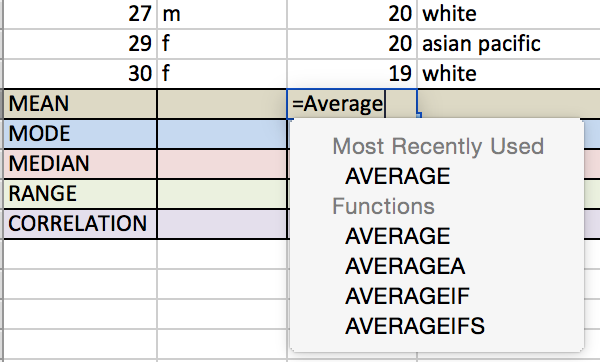 27 m 20 white
29 f 20 asian pacific
30 f 19 white
MEAN =Average
MODE
MEDIAN
RANGE
CORRELATION
Most Recently Used
AVERAGE
Functions
AVERAGE
AVERAGEA
AVERAGEIF
AVERAGEIFS